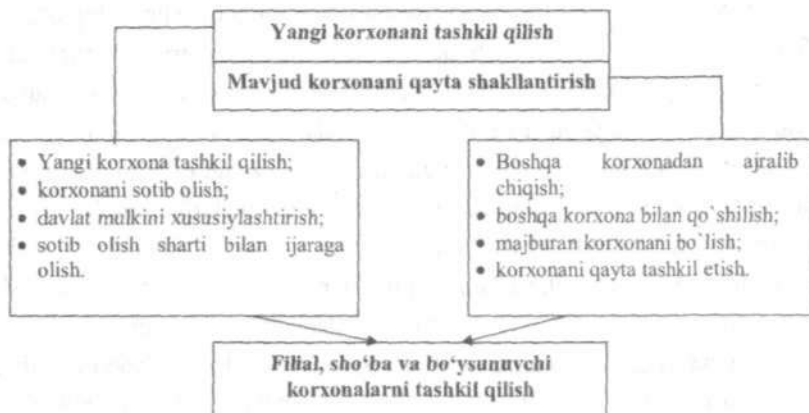 Yangi korxonani tashkil qilish
Mavjud korxonani qayta shakllantirish
• Yangi korxona tashkil qilish;
• korxonani sotib olish;
• davlat mulkini xususiylashtirish;
• sotib olish sharti bilan ijaraga
olish.
• Boshqa korxonadan ajralib
chiqish;
• boshqa korxona bilan qo`shilish;
• majburan korxonani bo`lish;
• korxonani qayta tashkil etish.
Filial, sho‘ba va bo‘ysunuvchi
korxonalarni tashkil qilish